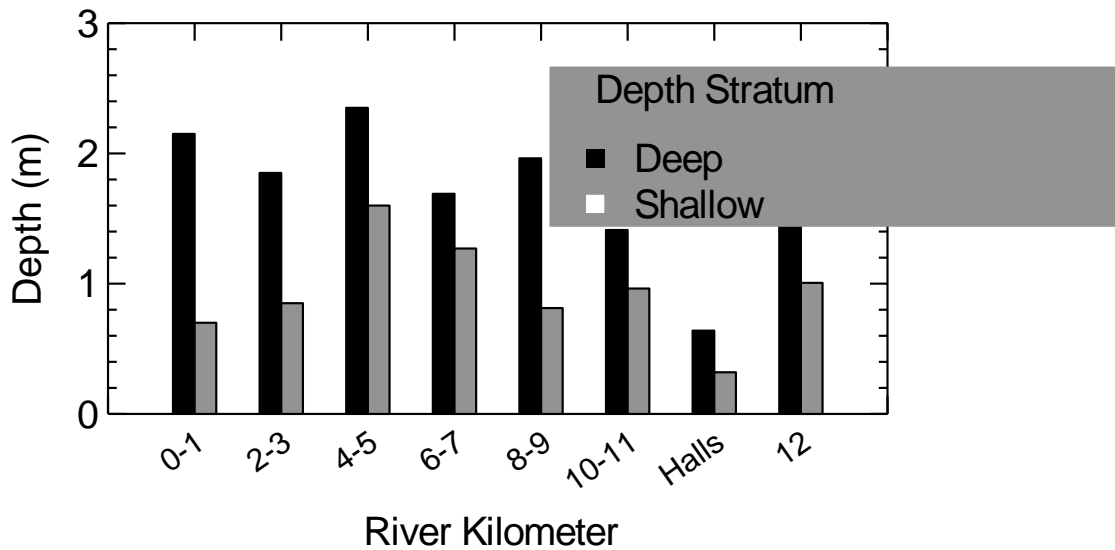 3
2
1
0
Depth (m)
Depth Stratum
Deep
Shallow
0-1
2-3
4-5
6-7
8-9
10-11
Halls
12
River Kilometer